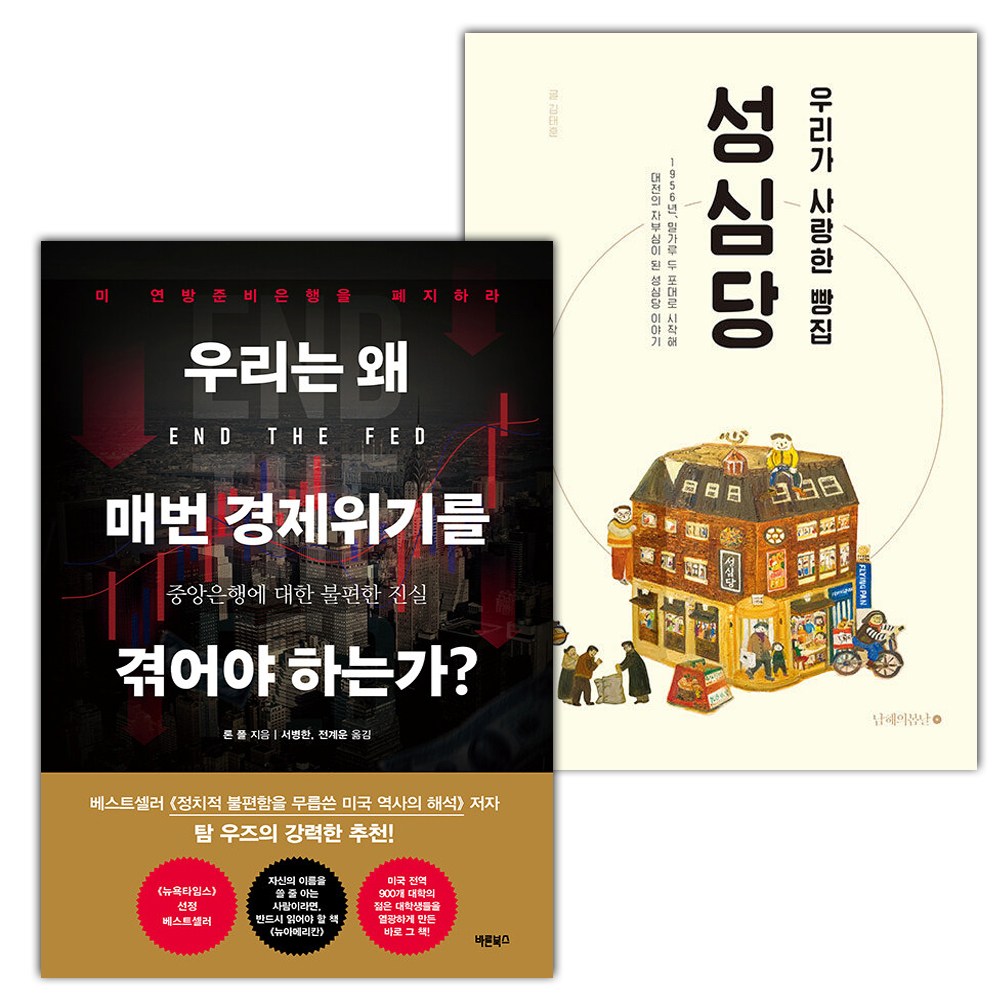 미 연방준비은행을 폐지하라
우리는 왜
END THE FED
매번 경제위기를
중앙은행에 대한 불편한 진실
겪어야 하는가?
론 폴 지음 | 서병한, 전계운 옮김
베스트셀러 《정치적 불편함을 무릅쓴 미국 역사의 해석》 저자
탐 우즈의 강력한 추천!
《뉴욕타임스》
선정
베스트셀러
자신의 이름을
쓸 줄 아는
사람이라면,
반드시 읽어야 할 책
《뉴아메리칸》
미국 전역
900개 대학의
젊은 대학생들을
열광하게 만든
바로 그 책!
바른북스
END
THE
우리가 사랑한 빵집
성심당
1956년, 밀가루 두 포대로 시작해
대전의 자부심이 된 성심당 이야기
글 김태훈
성심당
FLYING PAN
남해의봄날